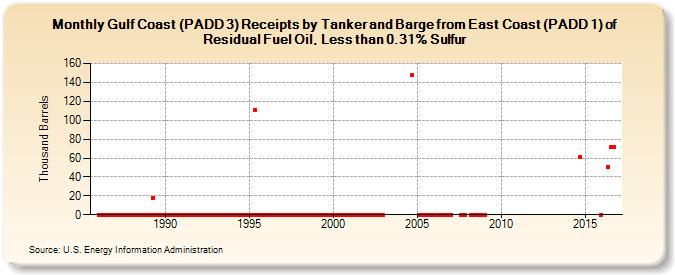 Monthly Gulf Coast (PADD 3) Receipts by Tanker and Barge from East Coast (PADD 1) of
Residual Fuel Oil, Less than 0.31% Sulfur
Thousand Barrels
160
140
120
100
80
60
40
20
0
1990 1995 2000 2005 2010 2015
Source: U.S. Energy Information Administration